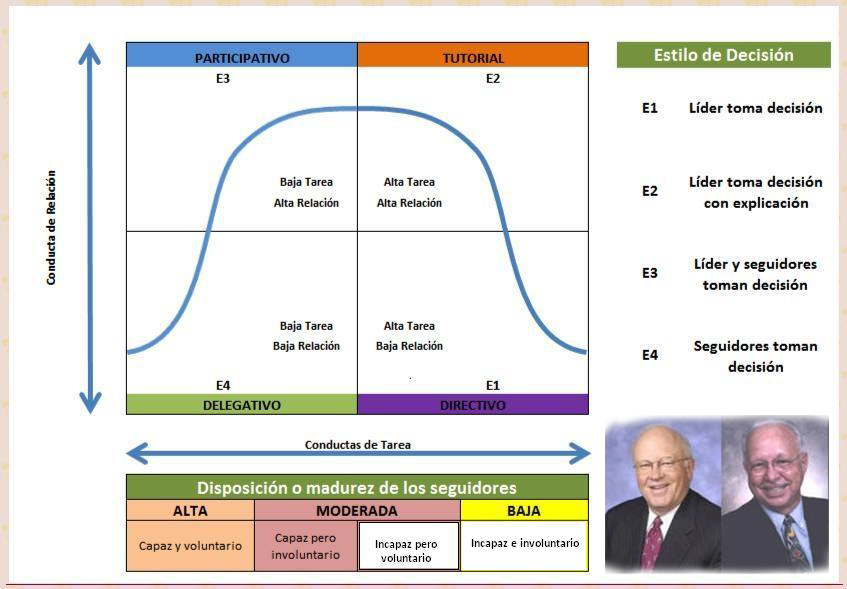 PARTICIPATIVO
TUTORIAL
E3
E2
Baja Tarea
Alta Relación
Alta Tarea
Alta Relación
Baja Tarea
Baja Relación
Alta Tarea
Baja Relación
E4
E1
DELEGATIVO
DIRECTIVO
Conducta de Relación
Conductas de Tarea
Estilo de Decisión
E1 Líder toma decisión
E2 Líder toma decisión
con explicación
E3 Líder y seguidores
toman decisión
E4 Seguidores toman
decisión
Disposición o madurez de los seguidores
ALTA MODERADA BAJA
Capaz y voluntario
Capaz pero
involuntario
Incapaz pero
voluntario
Incapaz e involuntario